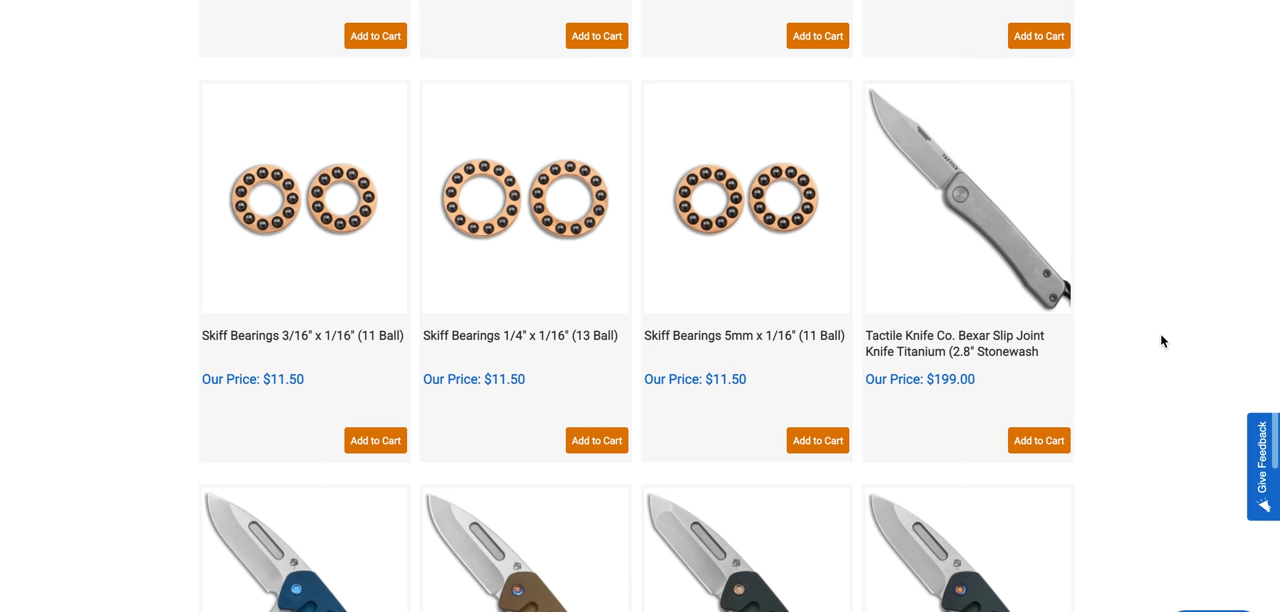 Add to Cart
Add to Cart
Add to Cart
Add to Cart
TACTILE
Skiff Bearings 3/16" x 1/16" (11 Ball)
Skiff Bearings 1/4" x 1/16" (13 Ball)
Skiff Bearings 5mm x 1/16" (11 Ball)
Tactile Knife Co. Bexar Slip Joint
Knife Titanium (2.8" Stonewash
Our Price: $11.50
Our Price: $11.50
Our Price: $11.50
Our Price: $199.00
Add to Cart
Add to Cart
Add to Cart
Add to Cart
Give Feedback